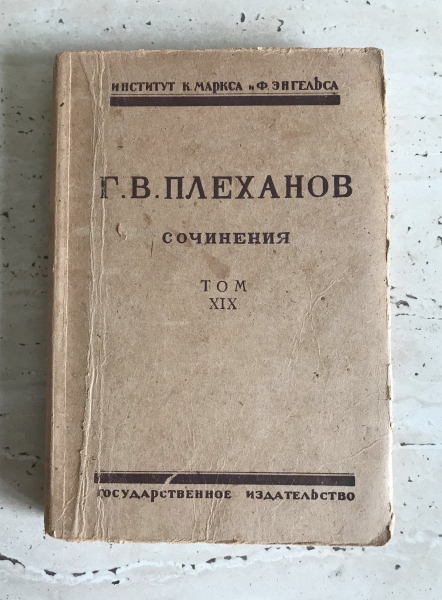 ИНСТИТУТ К. МАРКСА и Ф. ЭНГЕЛЬСА
Г. В. ПЛЕХАНОВ
СОЧИНЕНИЯ
ТОМ
XIX
ГОСУДАРСТВЕННОЕ ИЗДАТЕЛЬСТВО